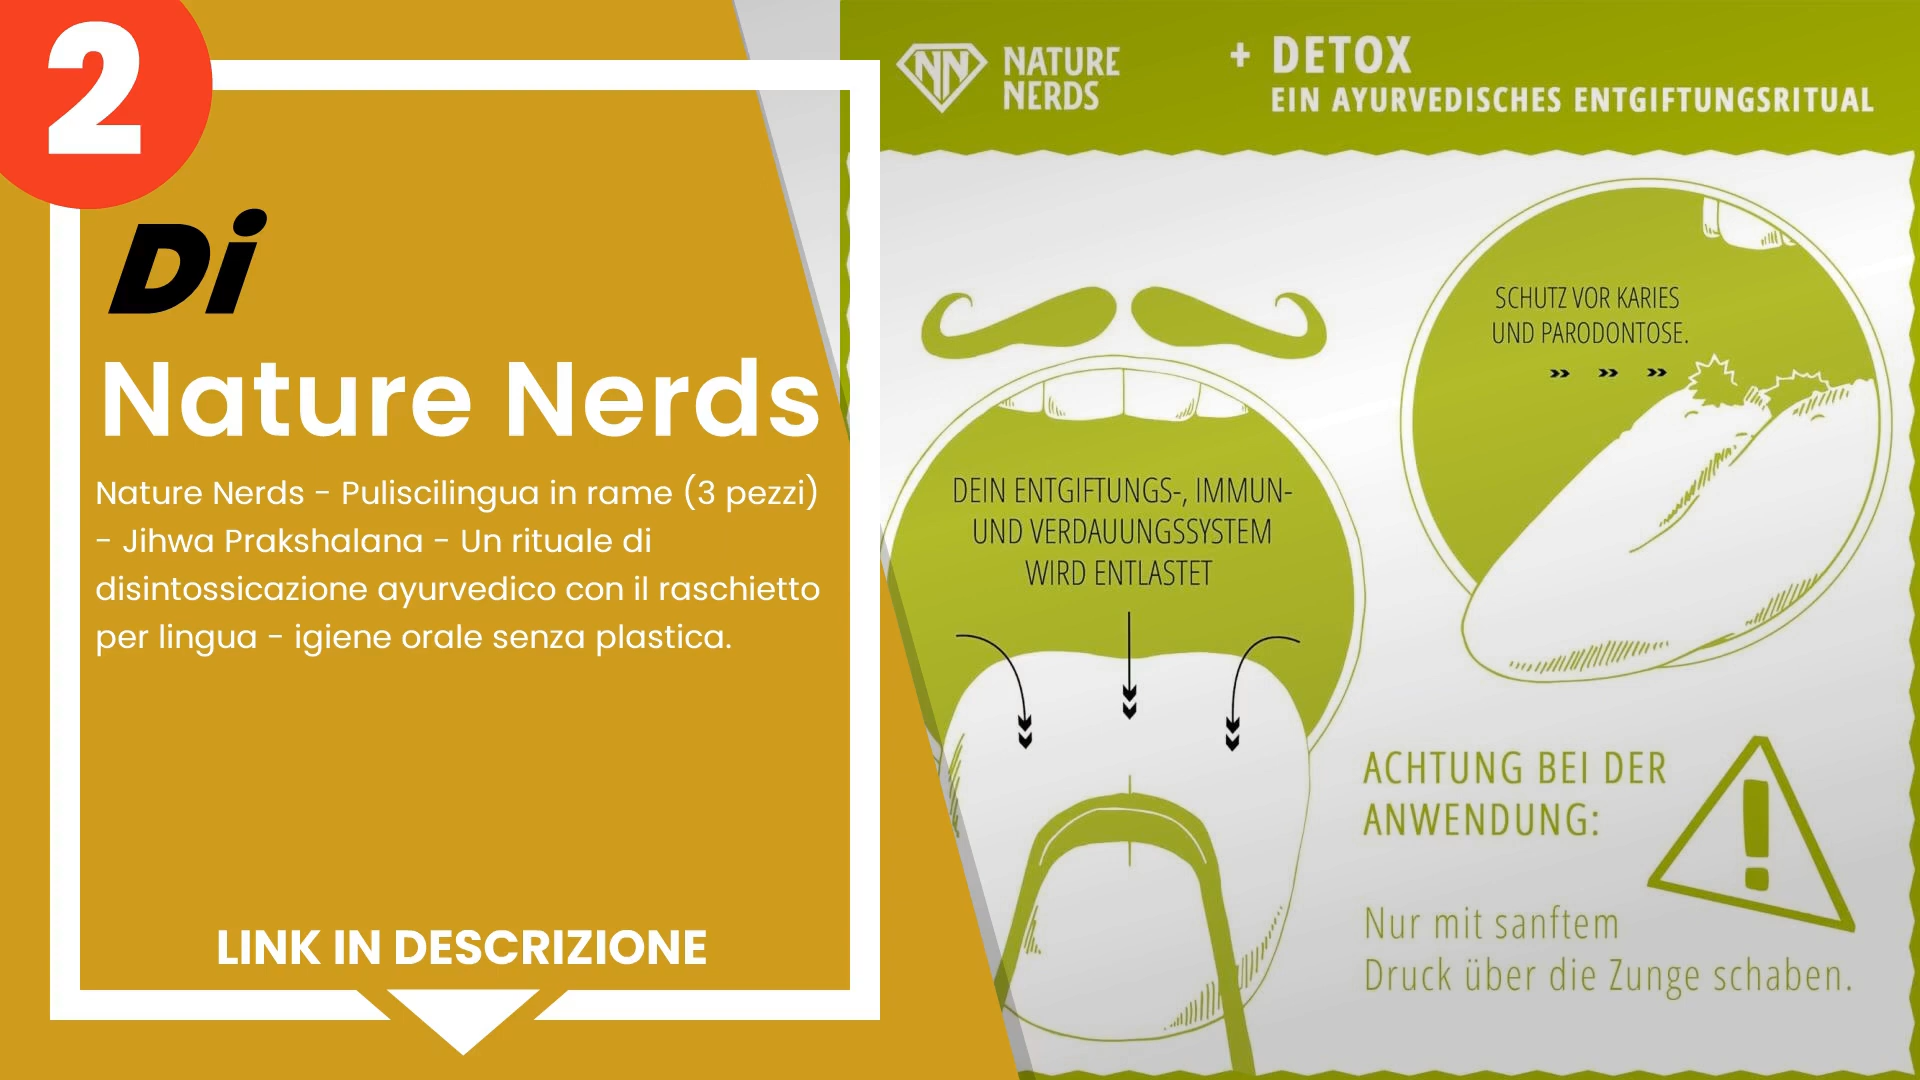 2
Di
Nature Nerds
Nature Nerds - Puliscilingua in rame (3 pezzi)
- Jihwa Prakshalana - Un rituale di
disintossicazione ayurvedico con il raschietto
per lingua - igiene orale senza plastica.
LINK IN DESCRIZIONE
NN
NATURE
NERDS
+ DETOX
EIN AYURVEDISCHES ENTGIFTUNGSRITUAL
SCHUTZ VOR KARIES
UND PARODONTOSE.
DEIN ENTGIFTUNGS-, IMMUN-
UND VERDAUUNGSSYSTEM
WIRD ENTLASTET
ACHTUNG BEI DER
ANWENDUNG:
Nur mit sanftem
Druck über die Zunge schaben.